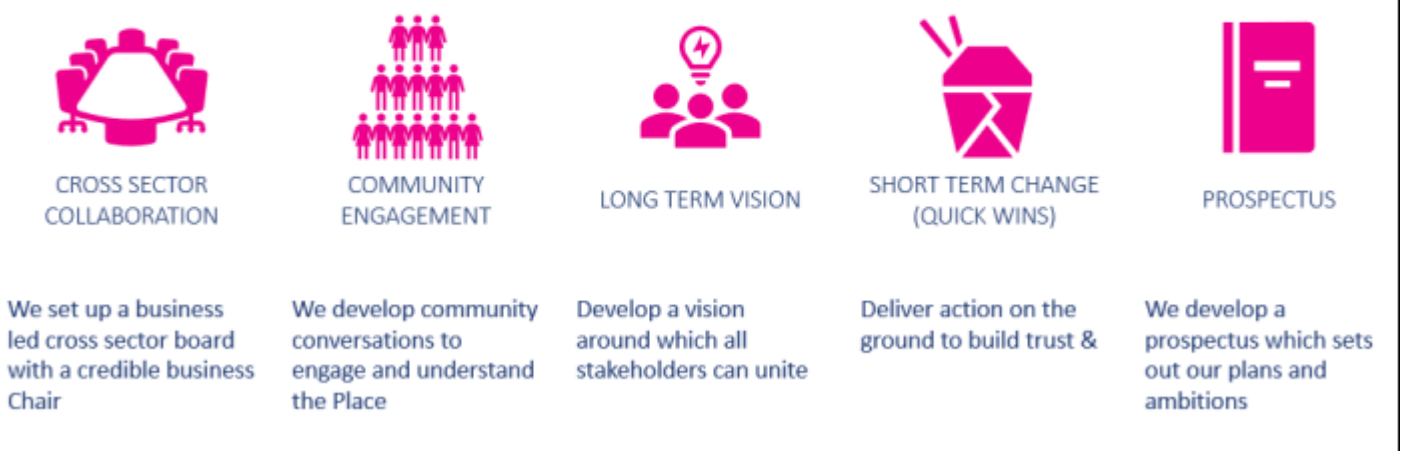 CROSS SECTOR
COLLABORATION
COMMUNITY
ENGAGEMENT
LONG TERM VISION
SHORT TERM CHANGE
(QUICK WINS)
PROSPECTUS
We set up a business
led cross sector board
with a credible business
Chair
We develop community
conversations to
engage and understand
the Place
Develop a vision
around which all
stakeholders can unite
Deliver action on the
ground to build trust &
We develop a
prospectus which sets
out our plans and
ambitions